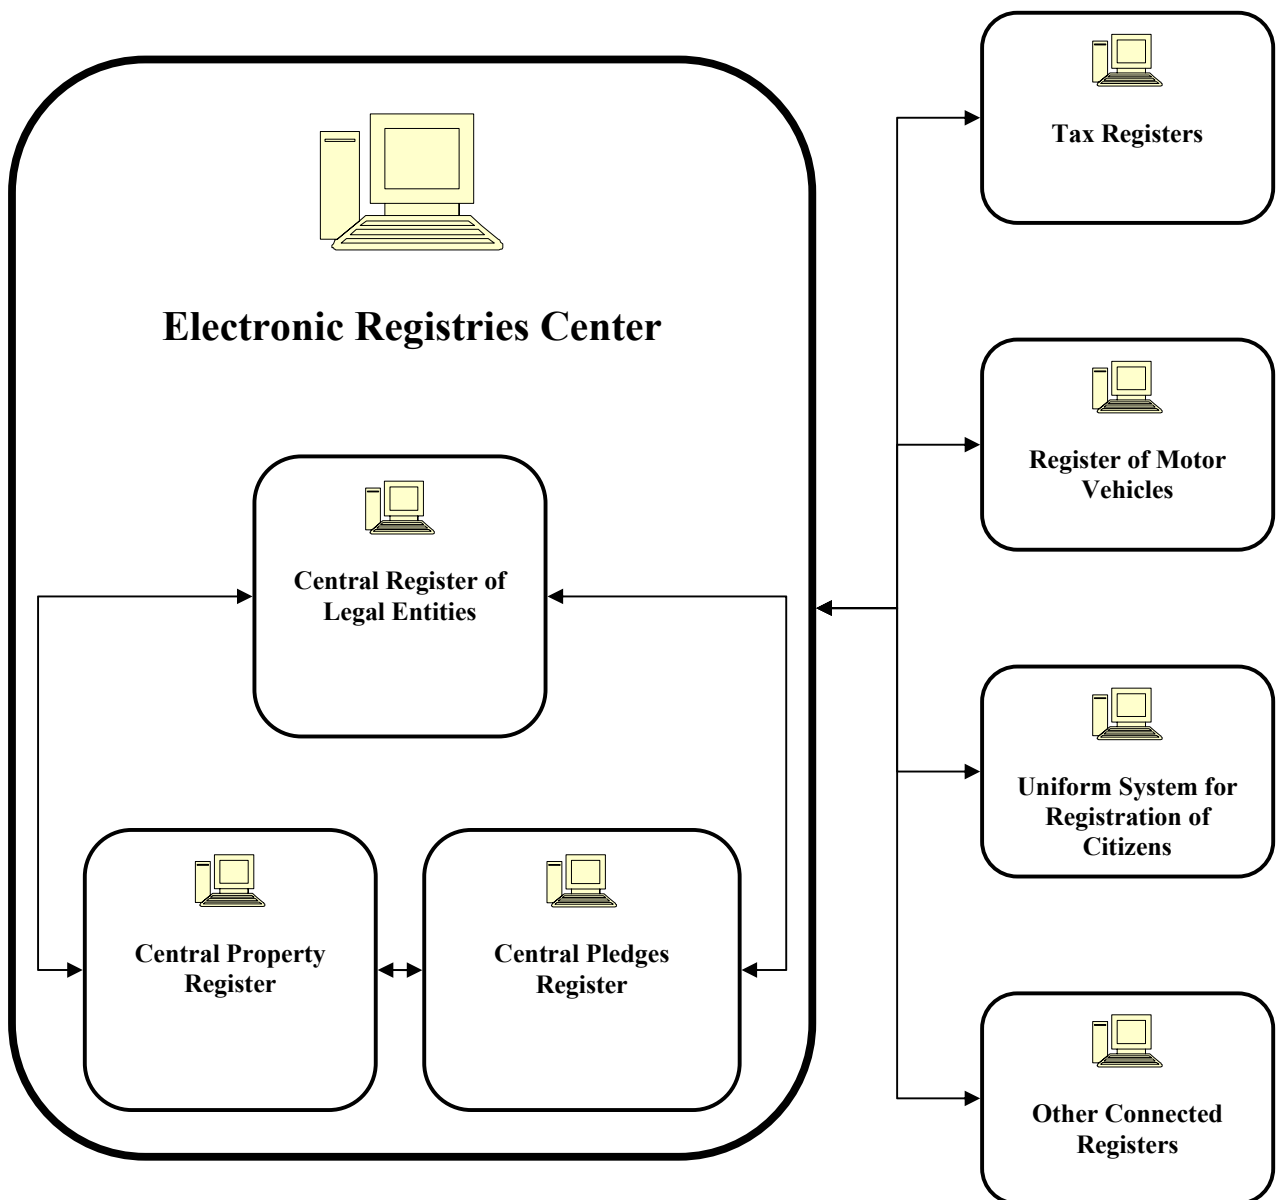 Electronic Registries Center
Central Register of
Legal Entities
Central Property
Register
Central Pledges
Register
Tax Registers
Register of Motor
Vehicles
Uniform System for
Registration of
Citizens
Other Connected
Registers